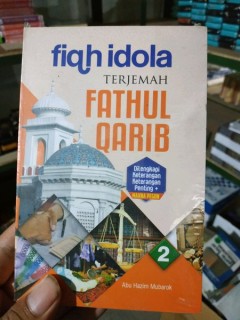 fiqh idola
TERJEMAH
FATHUL
QARIB
Dilengkapi
Keterangan
Keterangan
Penting +
2
Abu Hazim Mubarok